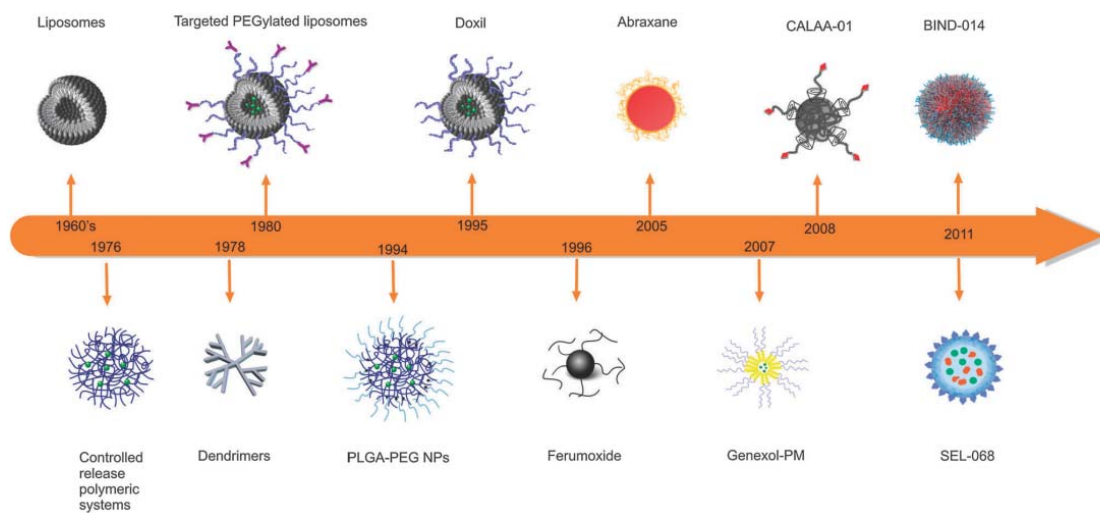 Liposomes
Targeted PEGylated liposomes
Doxil
Abraxane
CALAA-01
BIND-014
1960's
1980
1995
2005
2008
2011
1976
1978
1994
1996
2007
Controlled
release
polymeric
systems
Dendrimers
PLGA-PEG NPs
Ferumoxide
Genexol-PM
SEL-068